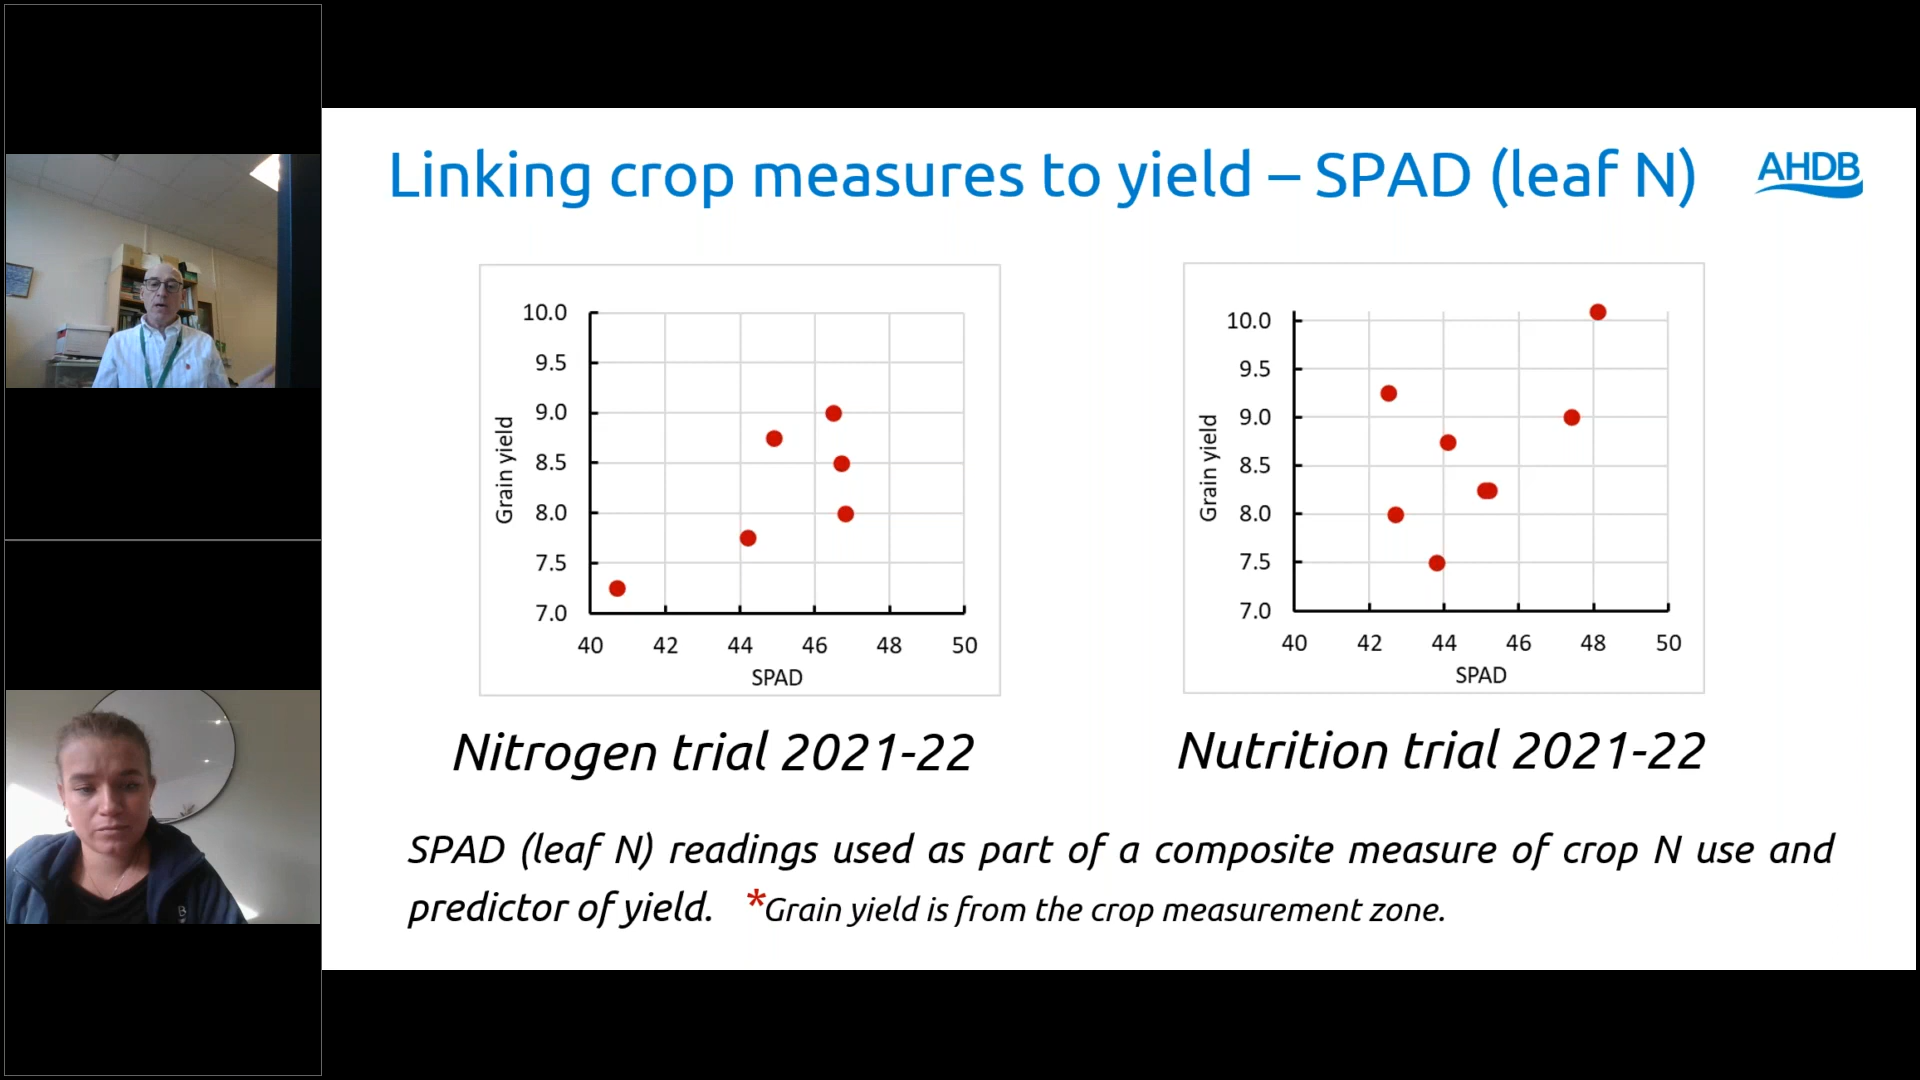 Linking crop measures to yield – SPAD (leaf N)
AHDB
10.0
9.5
9.0
8.5
8.0
7.5
7.0
Grain yield
40 42 44 46 48 50
SPAD
10.0
9.5
9.0
8.5
8.0
7.5
7.0
Grain yield
40 42 44 46 48 50
SPAD
Nitrogen trial 2021-22
Nutrition trial 2021-22
SPAD (leaf N) readings used as part of a composite measure of crop N use and
predictor of yield. *Grain yield is from the crop measurement zone.